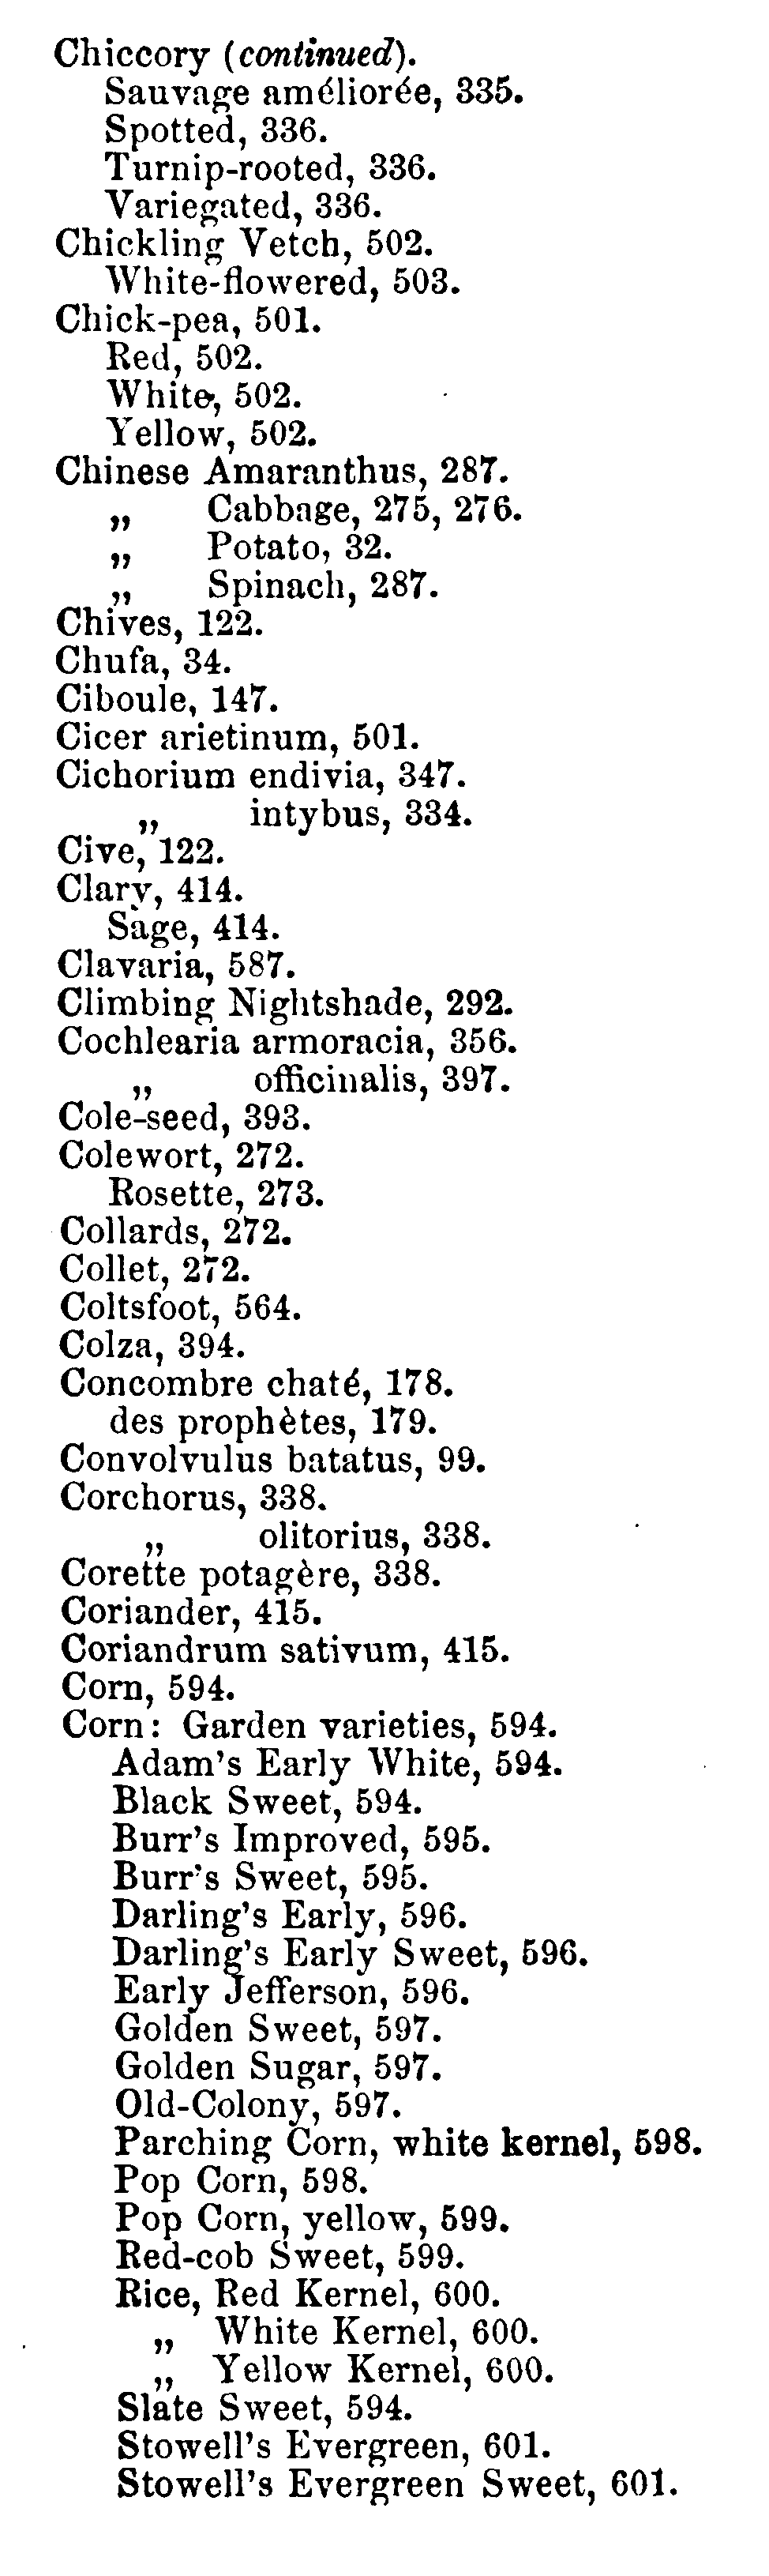 Chiccory (continued).
Sauvage améliorée, 335.
Spotted, 336.
Turnip-rooted, 336.
Variegated, 336.
Chickling Vetch, 502.
White-flowered, 503.
Chick-pea, 501.
Red, 502.
White, 502.
Yellow, 502.
Chinese Amaranthus, 287.
„ Cabbage, 275, 276.
„ Potato, 32.
„ Spinach, 287.
Chives, 122.
Chufa, 34.
Ciboule, 147.
Cicer arietinum, 501.
Cichorium endivia, 347.
„ intybus, 334.
Cive, 122.
Clary, 414.
Sage, 414.
Clavaria, 587.
Climbing Nightshade, 292.
Cochlearia armoracia, 356.
„ officinalis, 397.
Cole-seed, 393.
Colewort, 272.
Rosette, 273.
Collards, 272.
Collet, 272.
Coltsfoot, 564.
Colza, 394.
Concombre chaté, 178.
des prophètes, 179.
Convolvulus batatus, 99.
Corchorus, 338.
„ olitorius, 338.
Corette potagère, 338.
Coriander, 415.
Coriandrum sativum, 415.
Corn, 594.
Corn: Garden varieties, 594.
Adam's Early White, 594.
Black Sweet, 594.
Burr's Improved, 595.
Burr's Sweet, 595.
Darling's Early, 596.
Darling's Early Sweet, 596.
Early Jefferson, 596.
Golden Sweet, 597.
Golden Sugar, 597.
Old-Colony, 597.
Parching Corn, white kernel, 598.
Pop Corn, 598.
Pop Corn, yellow, 599.
Red-cob Sweet, 599.
Rice, Red Kernel, 600.
„ White Kernel, 600.
„ Yellow Kernel, 600.
Slate Sweet, 594.
Stowell's Evergreen, 601.
Stowell's Evergreen Sweet, 601.